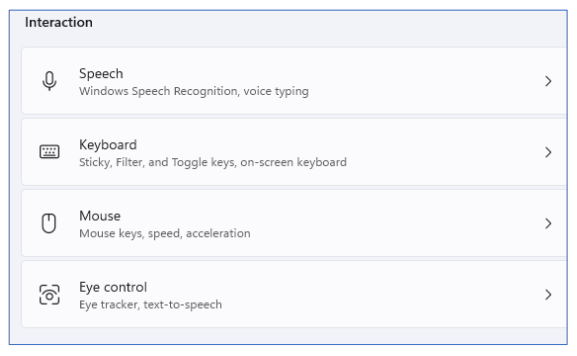 Interaction
Speech
Windows Speech Recognition, voice typing
Keyboard
Sticky, Filter, and Toggle keys, on-screen keyboard
Mouse
Mouse keys, speed, acceleration
Eye control
Eye tracker, text-to-speech